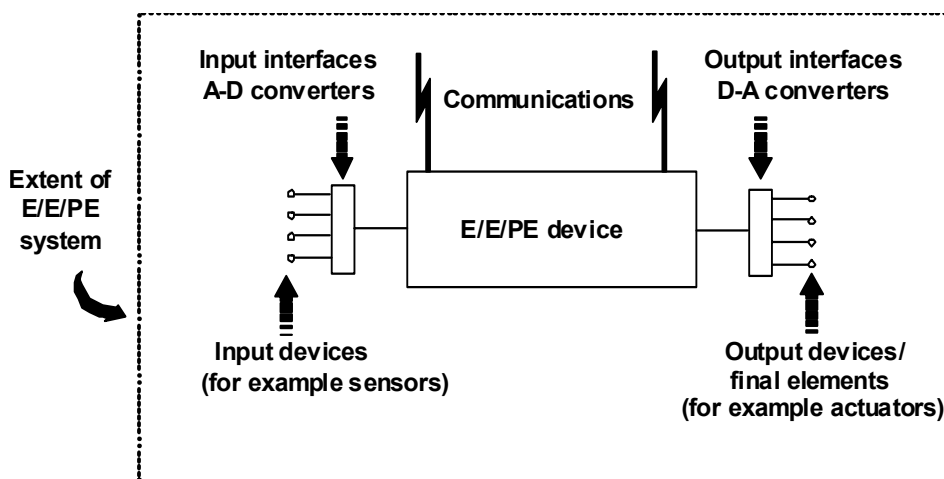 Input interfaces
A-D converters
Communications
Output interfaces
D-A converters
Extent of
E/E/PE
system
E/E/PE device
Input devices
(for example sensors)
Output devices/
final elements
(for example actuators)